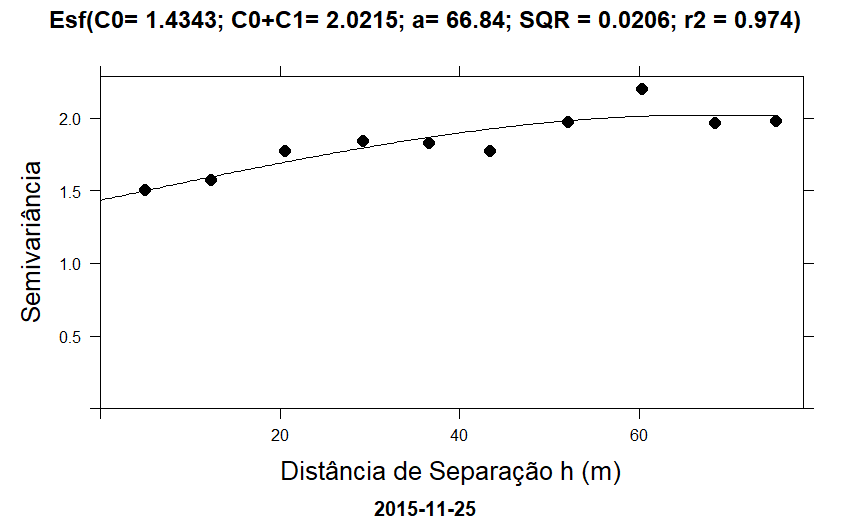 Esf(C0= 1.4343; C0+C1= 2.0215; a= 66.84; SQR = 0.0206; r2 = 0.974)
2.0
1.5
1.0
0.5
Semivariância
20 40 60
Distância de Separação h (m)
2015-11-25